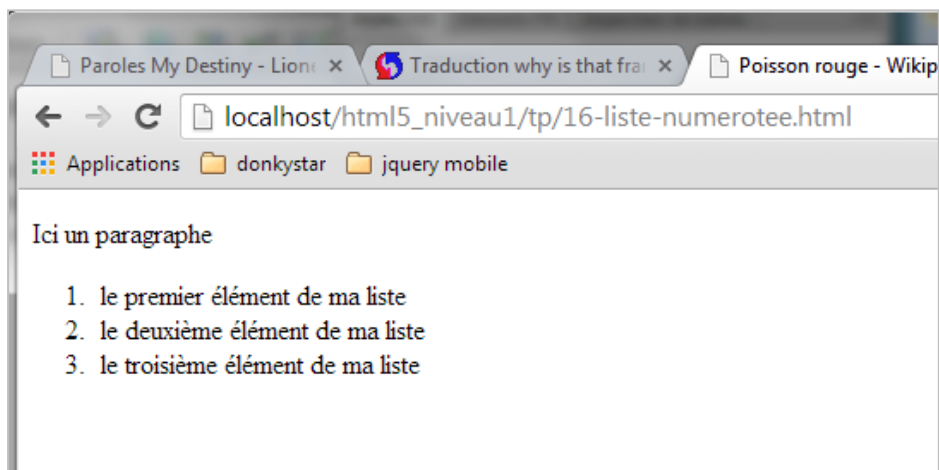 Paroles My Destiny - Lione
Traduction why is that fra
Poisson rouge - Wikip
localhost/html5_niveau1/tp/16-liste-numerotee.html
Applications donkystar jquery mobile
Ici un paragraphe
1. le premier élément de ma liste
2. le deuxième élément de ma liste
3. le troisième élément de ma liste